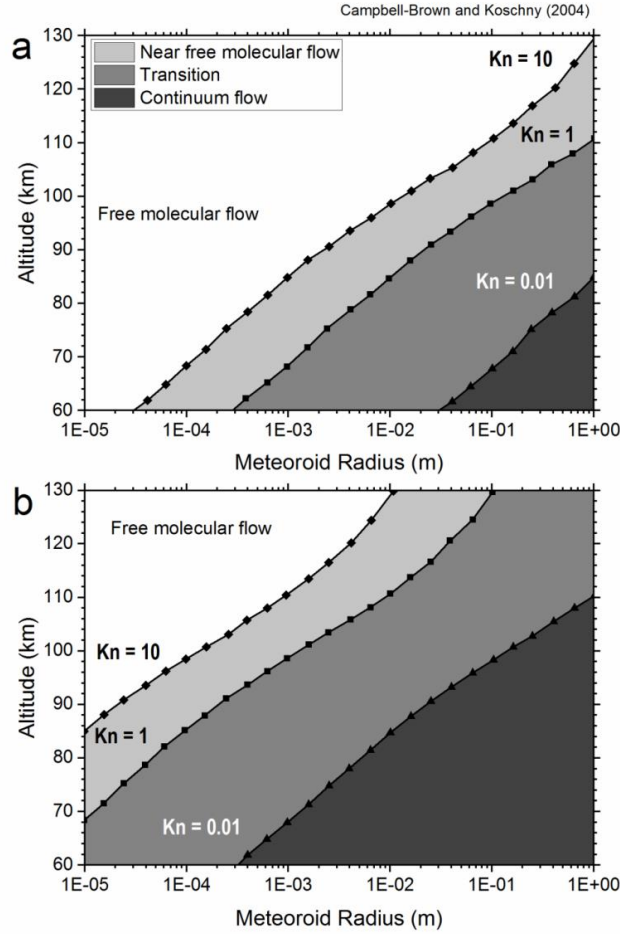 Campbell-Brown and Koschny (2004)
a
130
120
110
100
90
80
70
60
Altitude (km)
Near free molecular flow
Transition
Continuum flow
Kn = 10
Kn = 1
Free molecular flow
Kn = 0.01
1E-05 1E-04 1E-03 1E-02 1E-01 1E+00
Meteoroid Radius (m)
b
130
120
110
100
90
80
70
60
Altitude (km)
Free molecular flow
Kn = 10
Kn = 1
Kn = 0.01
1E-05 1E-04 1E-03 1E-02 1E-01 1E+00
Meteoroid Radius (m)